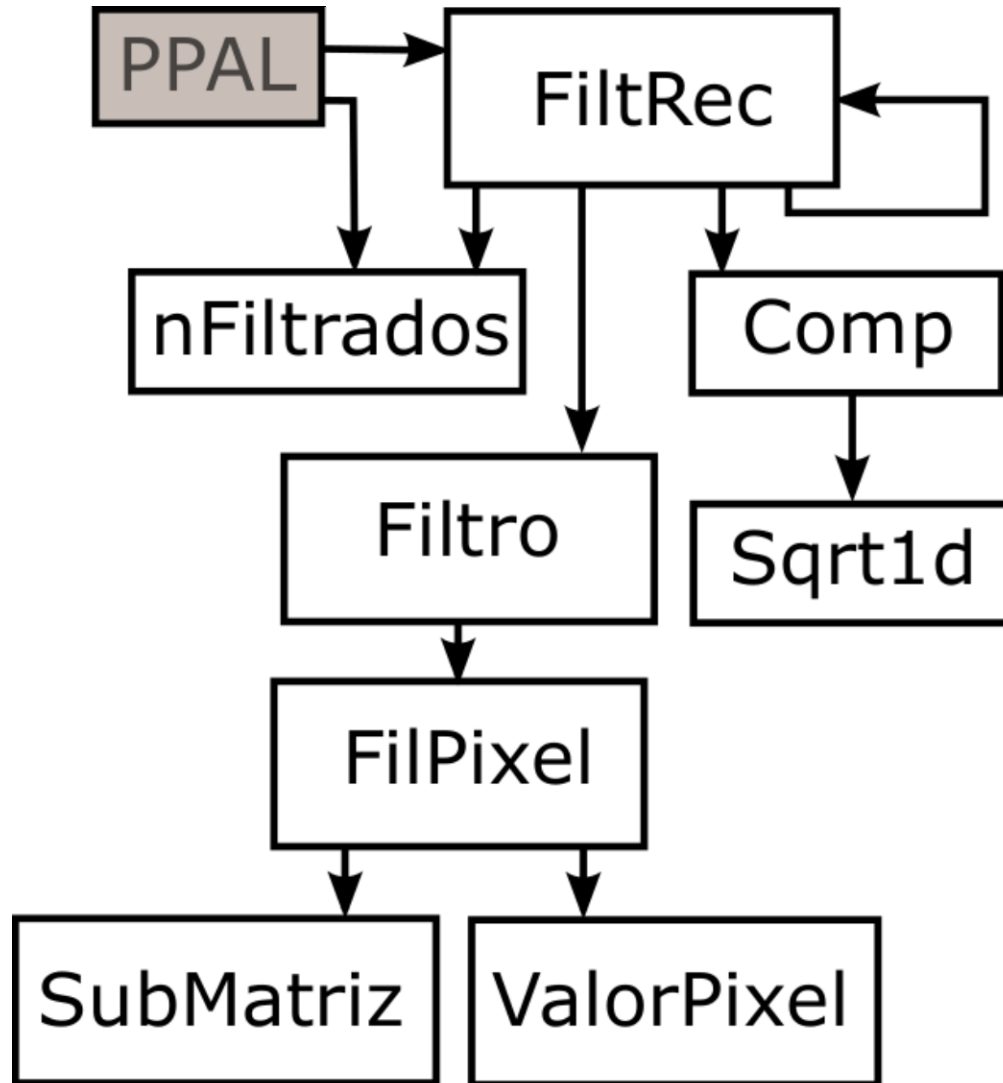 PPAL
FiltRec
nFiltrados
Comp
Filtro
Sqrt1d
FilPixel
SubMatriz
ValorPixel